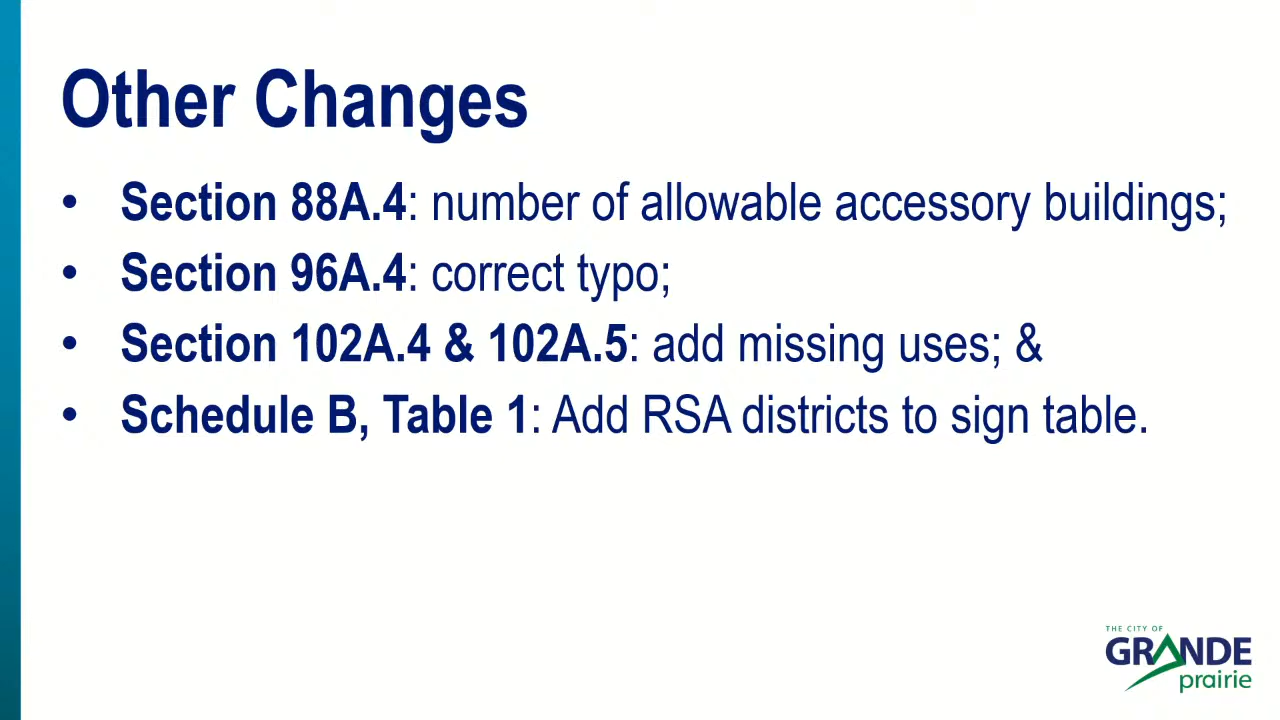 Other Changes
• Section 88A.4: number of allowable accessory buildings;
• Section 96A.4: correct typo;
• Section 102A.4 & 102A.5: add missing uses; &
• Schedule B, Table 1: Add RSA districts to sign table.
THE CITY OF
GRANDE
prairie